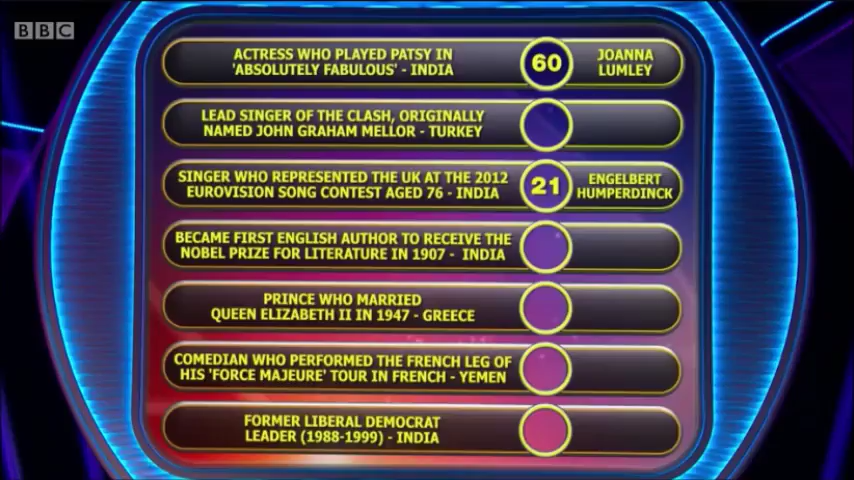 BBC
ACTRESS WHO PLAYED PATSY IN
'ABSOLUTELY FABULOUS' - INDIA
60
JOANNA
LUMLEY
LEAD SINGER OF THE CLASH, ORIGINALLY
NAMED JOHN GRAHAM MELLOR - TURKEY
SINGER WHO REPRESENTED THE UK AT THE 2012
EUROVISION SONG CONTEST AGED 76 - INDIA
21
ENGELBERT
HUMPERDINCK
BECAME FIRST ENGLISH AUTHOR TO RECEIVE THE
NOBEL PRIZE FOR LITERATURE IN 1907 - INDIA
PRINCE WHO MARRIED
QUEEN ELIZABETH II IN 1947 - GREECE
COMEDIAN WHO PERFORMED THE FRENCH LEG OF
HIS 'FORCE MAJEURE' TOUR IN FRENCH - YEMEN
FORMER LIBERAL DEMOCRAT
LEADER (1988-1999) - INDIA